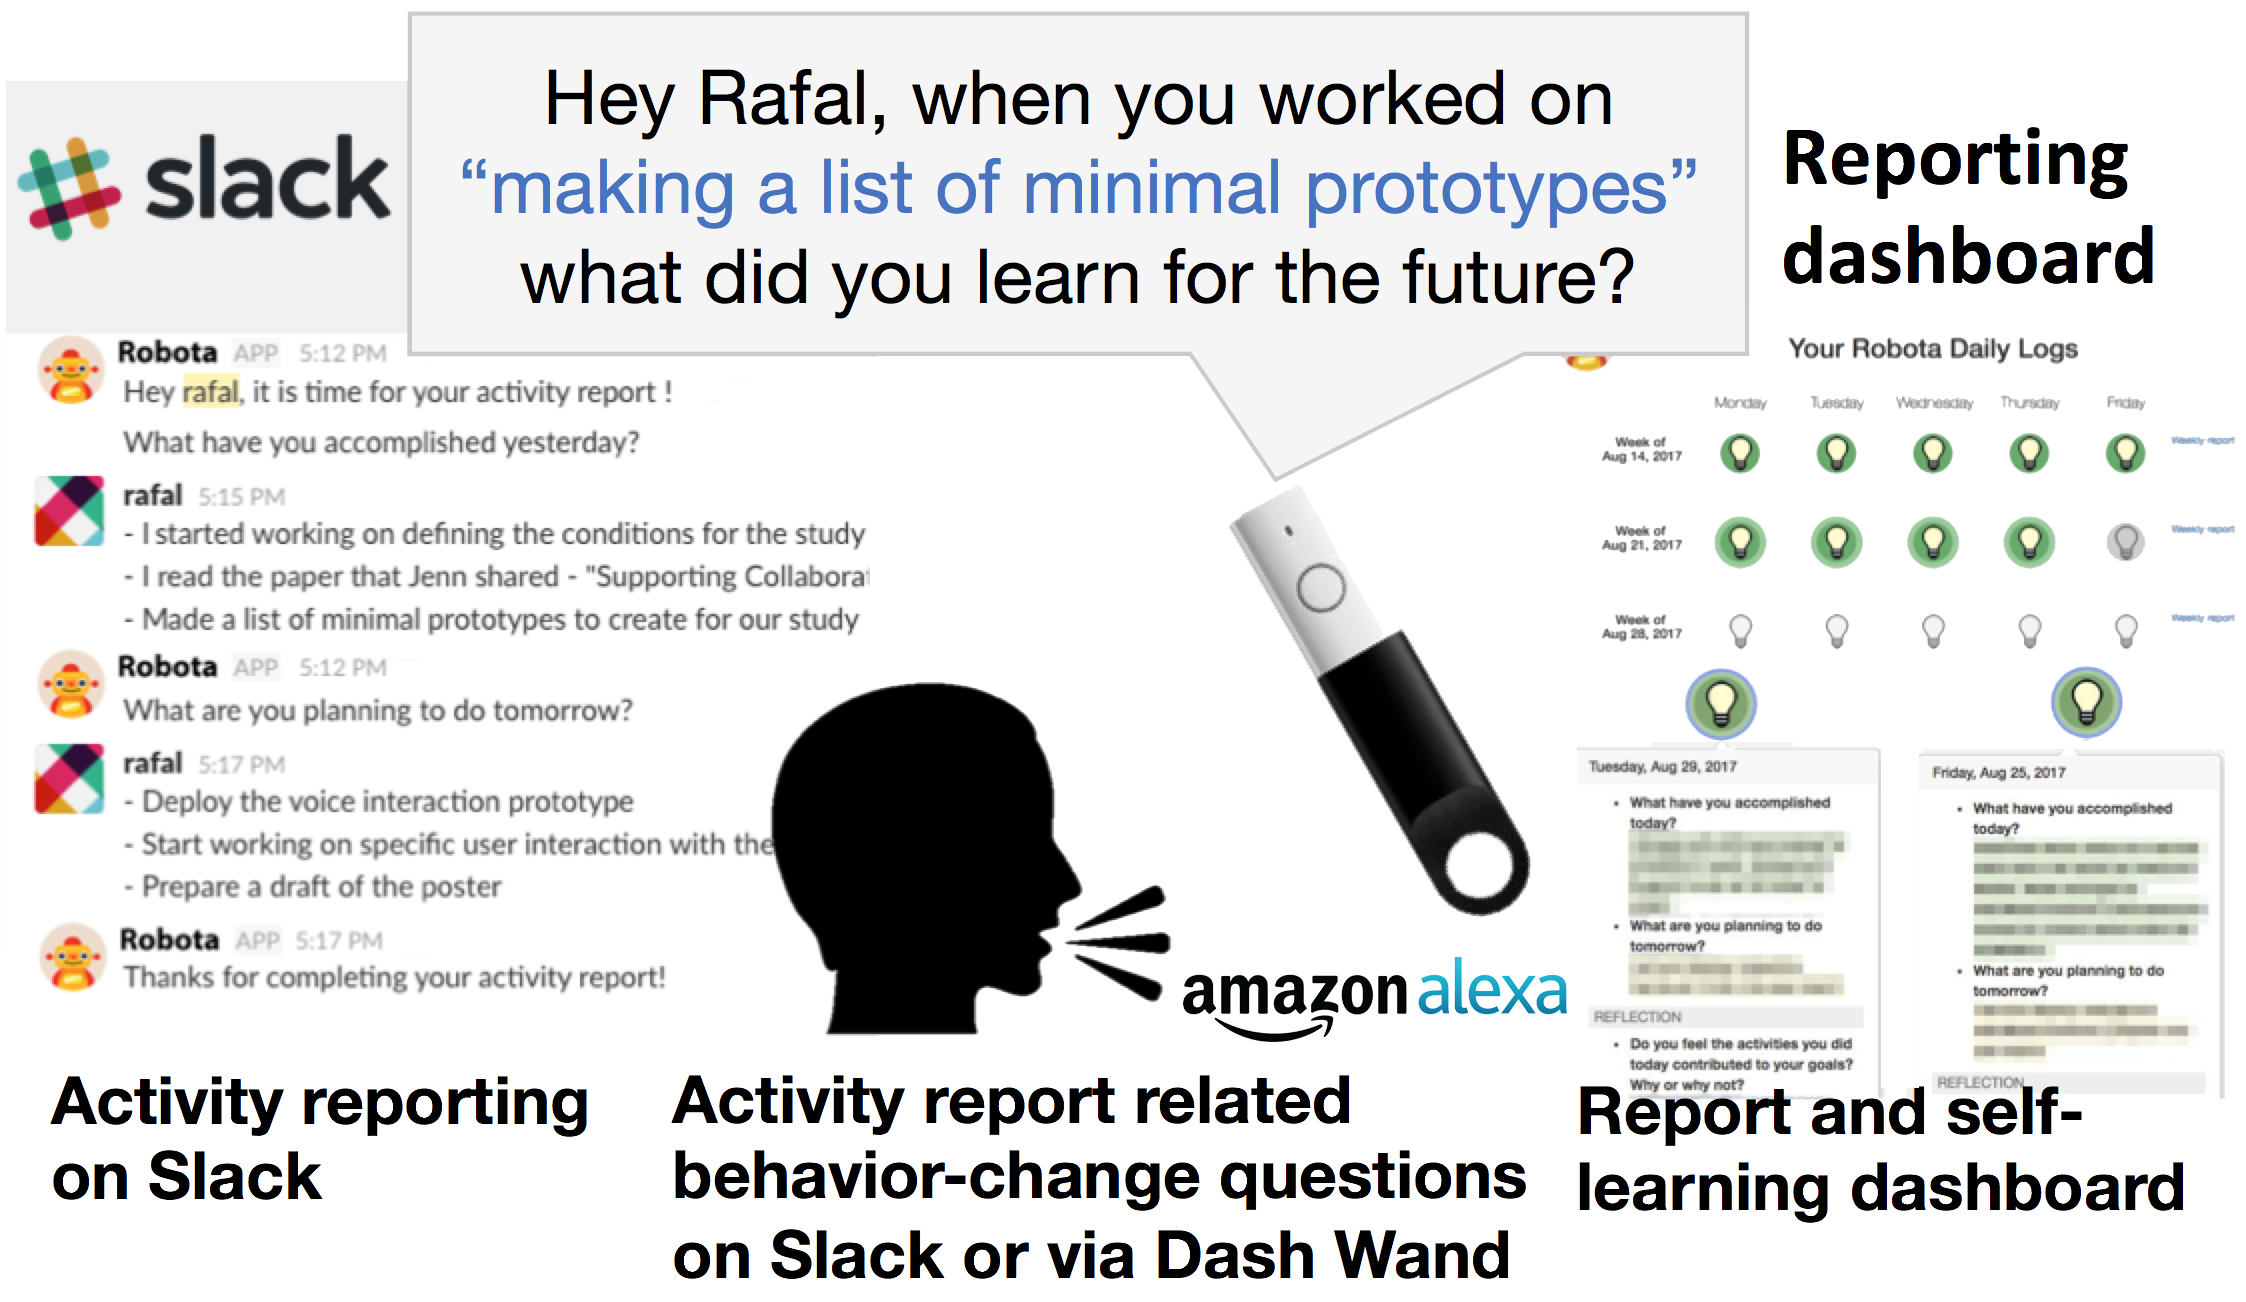 Hey Rafal, when you worked on
“making a list of minimal prototypes”
what did you learn for the future?
slack
Robota APP 5:12 PM
Hey rafal, it is time for your activity report !
What have you accomplished yesterday?
rafal 5:15 PM
- I started working on defining the conditions for the study
- I read the paper that Jenn shared - "Supporting Collabora
- Made a list of minimal prototypes to create for our study
Robota APP 5:12 PM
What are you planning to do tomorrow?
rafal 5:17 PM
- Deploy the voice interaction prototype
- Start working on specific user interaction with the
- Prepare a draft of the poster
Robota APP 5:17 PM
Thanks for completing your activity report!
Activity reporting
on Slack
amazon alexa
Activity report related
behavior-change questions
on Slack or via Dash Wand
Reporting
dashboard
Your Robota Daily Logs
Monday Tuesday Wednesday Thursday Friday
Week of
Aug 14, 2017
Weekly report
Week of
Aug 21, 2017
Weekly report
Week of
Aug 28, 2017
Weekly report
Tuesday, Aug 29, 2017
• What have you accomplished
today?
• What are you planning to do
tomorrow?
REFLECTION
• Do you feel the activities you did
today contributed to your goals?
Why or why not?
Friday, Aug 25, 2017
• What have you accomplished
today?
• What are you planning to do
tomorrow?
REFLECTION
Report and self-
learning dashboard